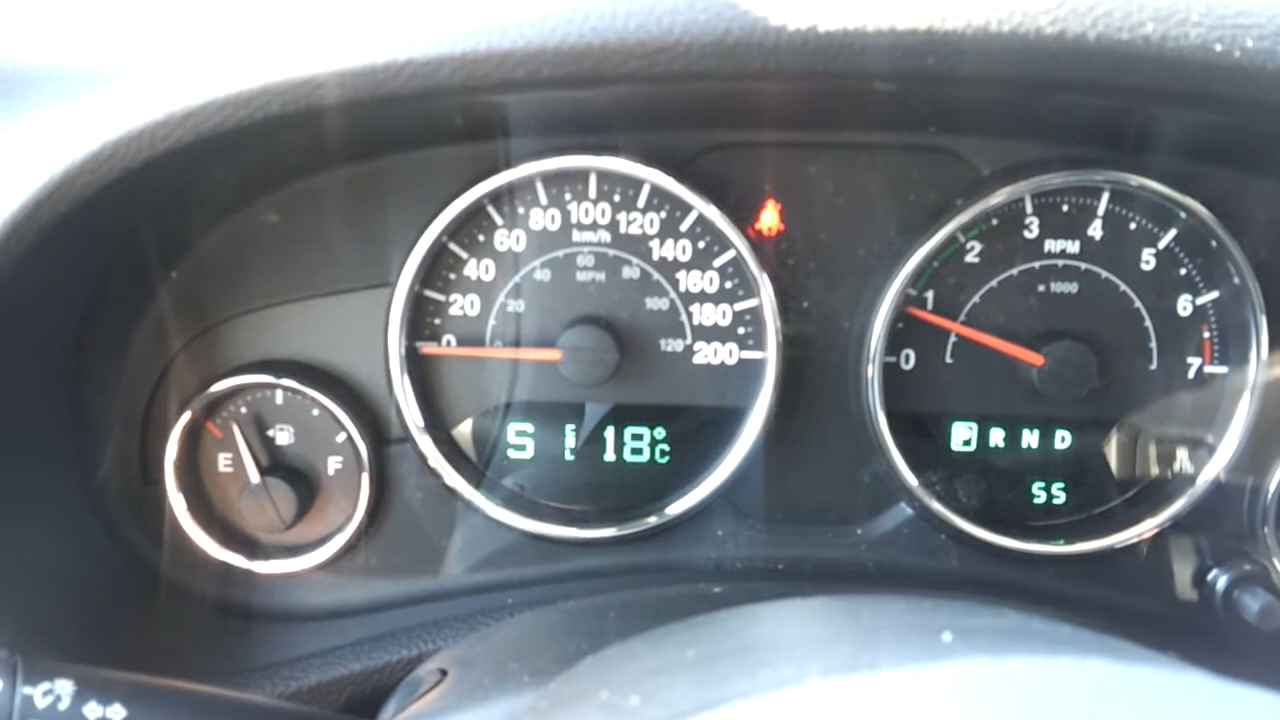 0 20 40 60 80 100 120 140 160 180 200
km/h
0 20 40 60 80 100 120
MPH
S 18°C
E F
0 1 2 3 4 5 6 7
RPM
x 1000
P R N D
55